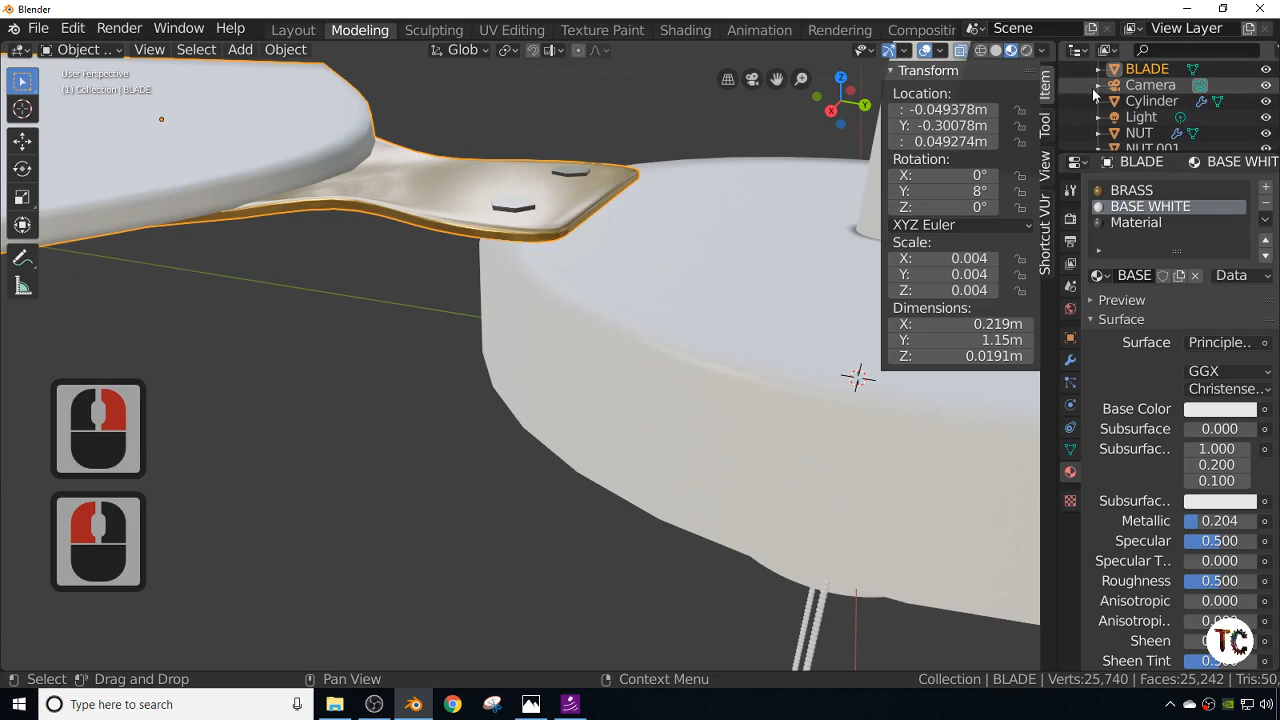 Blender
File Edit Render Window Help Layout Modeling Sculpting UV Editing Texture Paint Shading Animation Rendering Scene View Layer
Object .. View Select Add Object Glob
User Perspective
(1) Collection | BLADE
Transform
Location:
: -0.049378m
Y: -0.30078m
: 0.049274m
Rotation:
X: 0°
Y: 8°
Z: 0°
XYZ Euler
Scale:
X: 0.004
Y: 0.004
Z: 0.004
Dimensions:
X: 0.219m
Y: 1.15m
Z: 0.0191m
Item
Tool
View
Shortcut VUr
X
Y
Z
BLADE
Camera
Cylinder
Light
NUT
NUT.001
BLADE BASE WHIT
BRASS
BASE WHITE
Material
BASE Data
Preview
Surface
Surface Principle..
GGX
Christense..
Base Color
Subsurface 0.000
Subsurfac.. 1.000
0.200
0.100
Subsurfac..
Metallic 0.204
Specular 0.500
Specular T.. 0.000
Roughness 0.500
Anisotropic 0.000
Anisotropi..
Sheen
Sheen Tint
TC
Select Drag and Drop Pan View Context Menu Collection | BLADE | Verts:25,740 | Faces:25,242 | Tris:50,
Type here to search